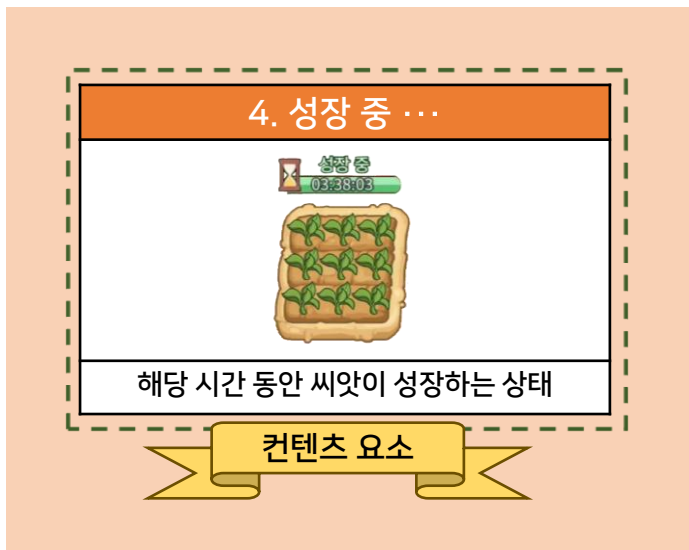 4. 성장 중 ⋯
성장 중
03:38:03
해당 시간 동안 씨앗이 성장하는 상태
컨텐츠 요소